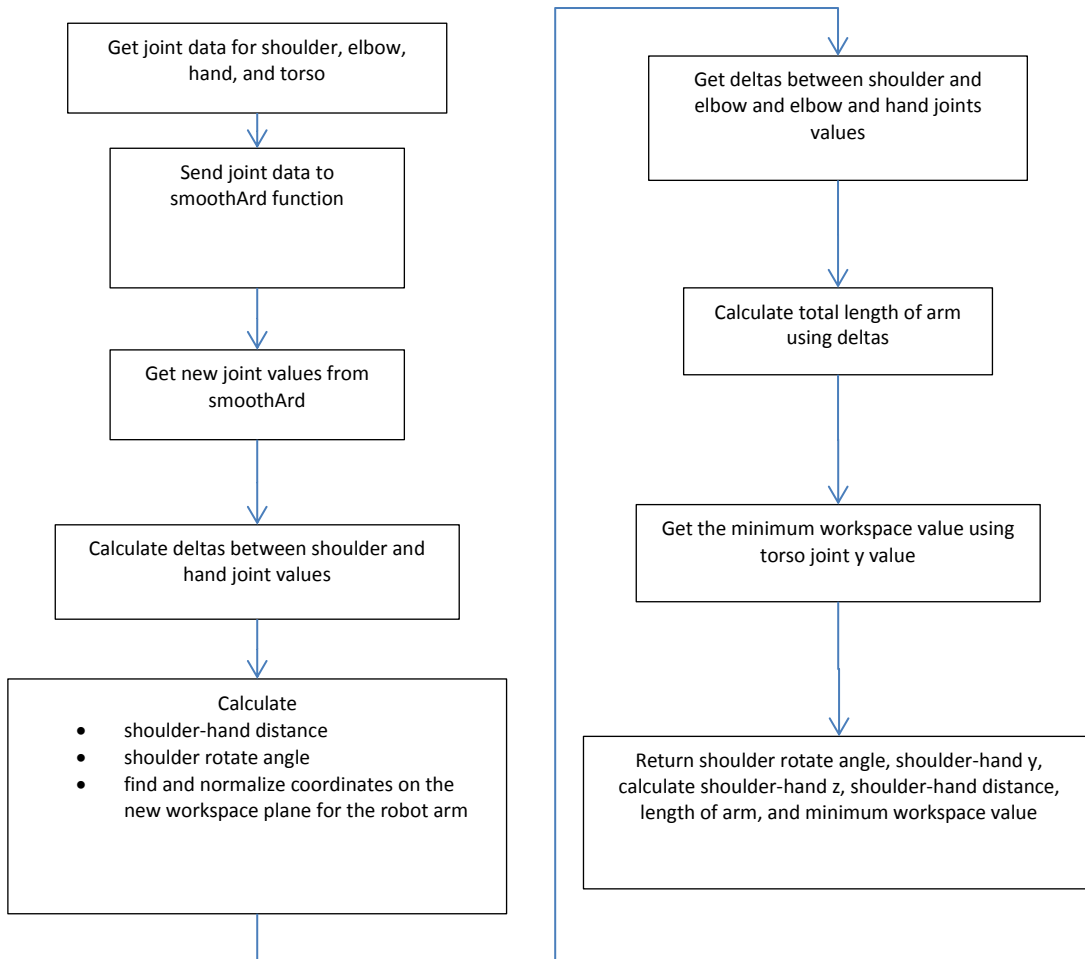 Get joint data for shoulder, elbow,
hand, and torso
Send joint data to
smoothArd function
Get new joint values from
smoothArd
Calculate deltas between shoulder and
hand joint values
Calculate
• shoulder-hand distance
• shoulder rotate angle
• find and normalize coordinates on the
new workspace plane for the robot arm
Get deltas between shoulder and
elbow and elbow and hand joints
values
Calculate total length of arm
using deltas
Get the minimum workspace value using
torso joint y value
Return shoulder rotate angle, shoulder-hand y,
calculate shoulder-hand z, shoulder-hand distance,
length of arm, and minimum workspace value